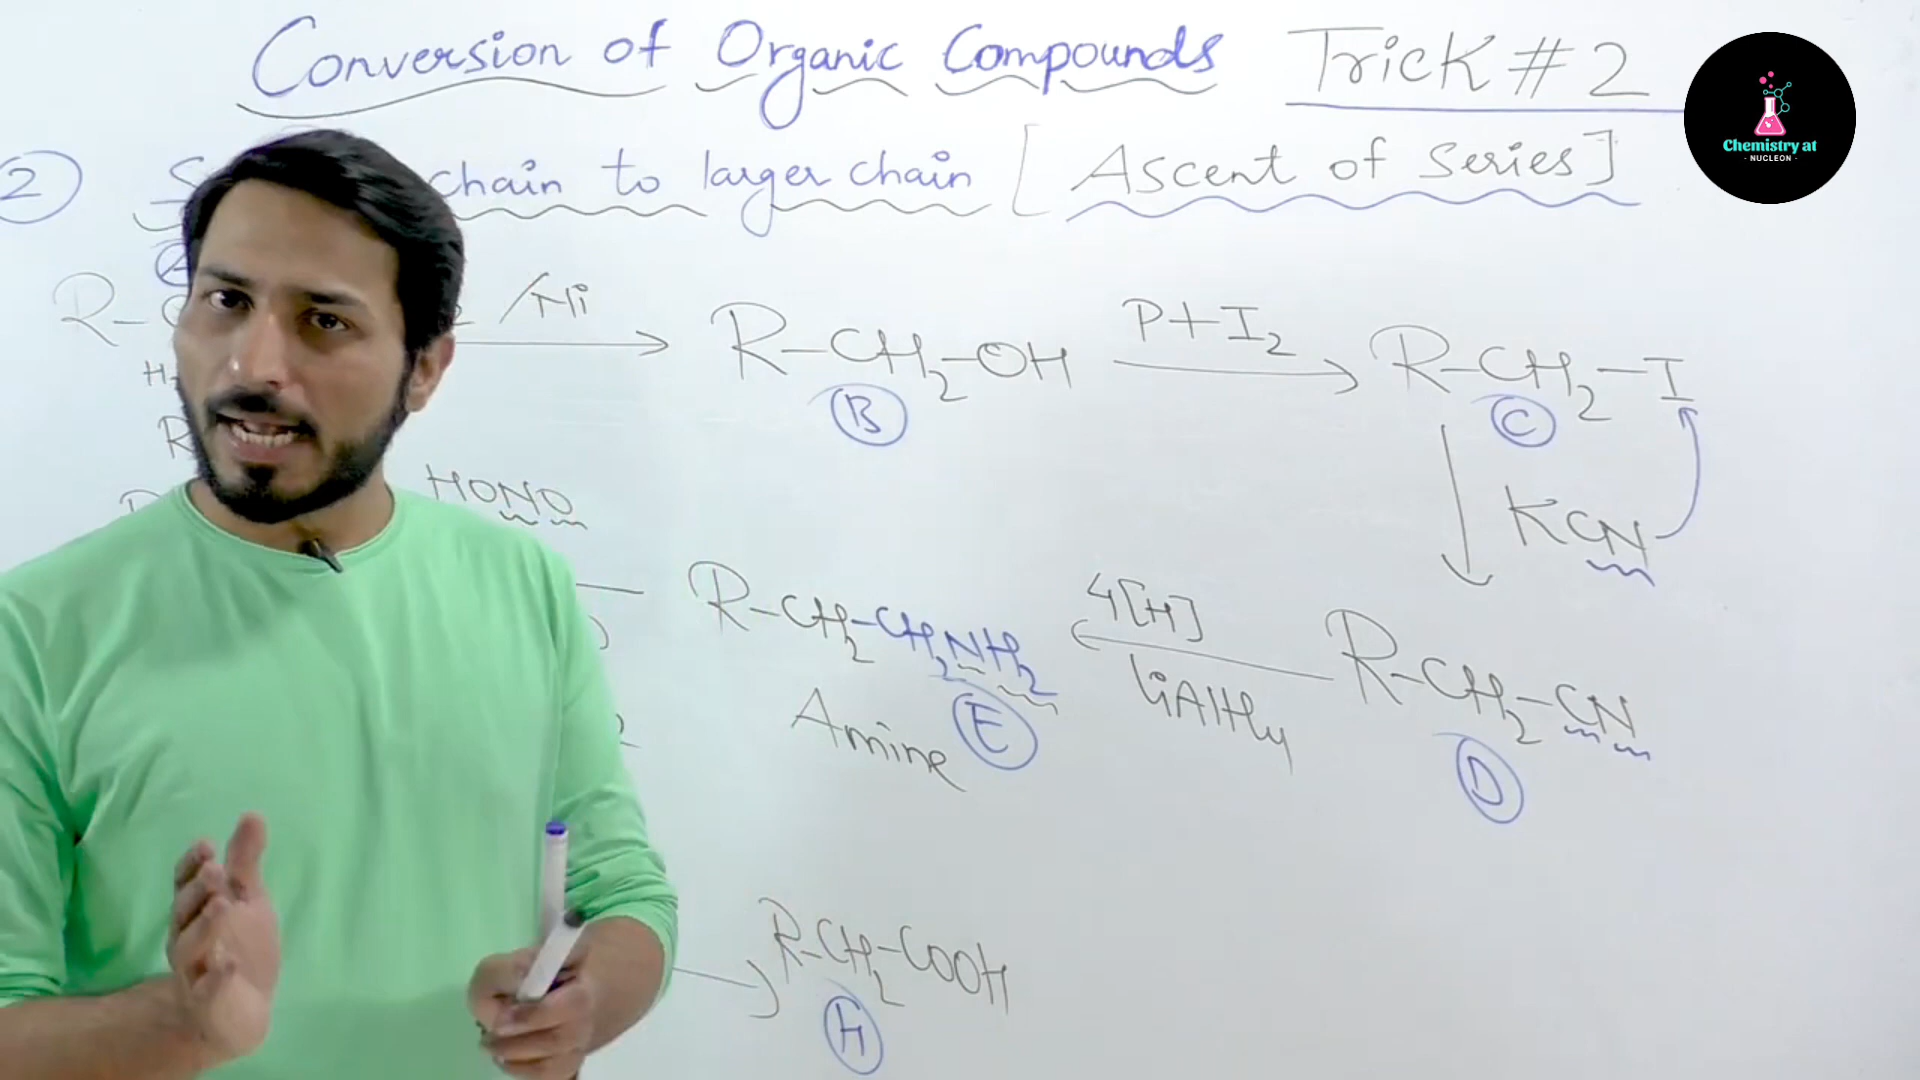 Conversion of Organic Compounds Trick #2
Chemistry at
- NUCLEON -
2 chain to larger chain [Ascent of Series]
R- /Ni R-CH2-OH P+I2 R-CH2-I
B C
HONO KCN
R-CH2-CH2NH2 4[H] R-CH2-CN
LiAlH4
Amine E D
R-CH2-COOH
H